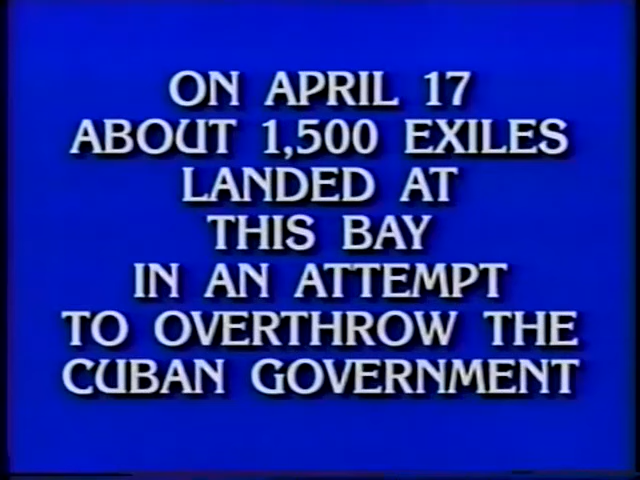 ON APRIL 17
ABOUT 1,500 EXILES
LANDED AT
THIS BAY
IN AN ATTEMPT
TO OVERTHROW THE
CUBAN GOVERNMENT